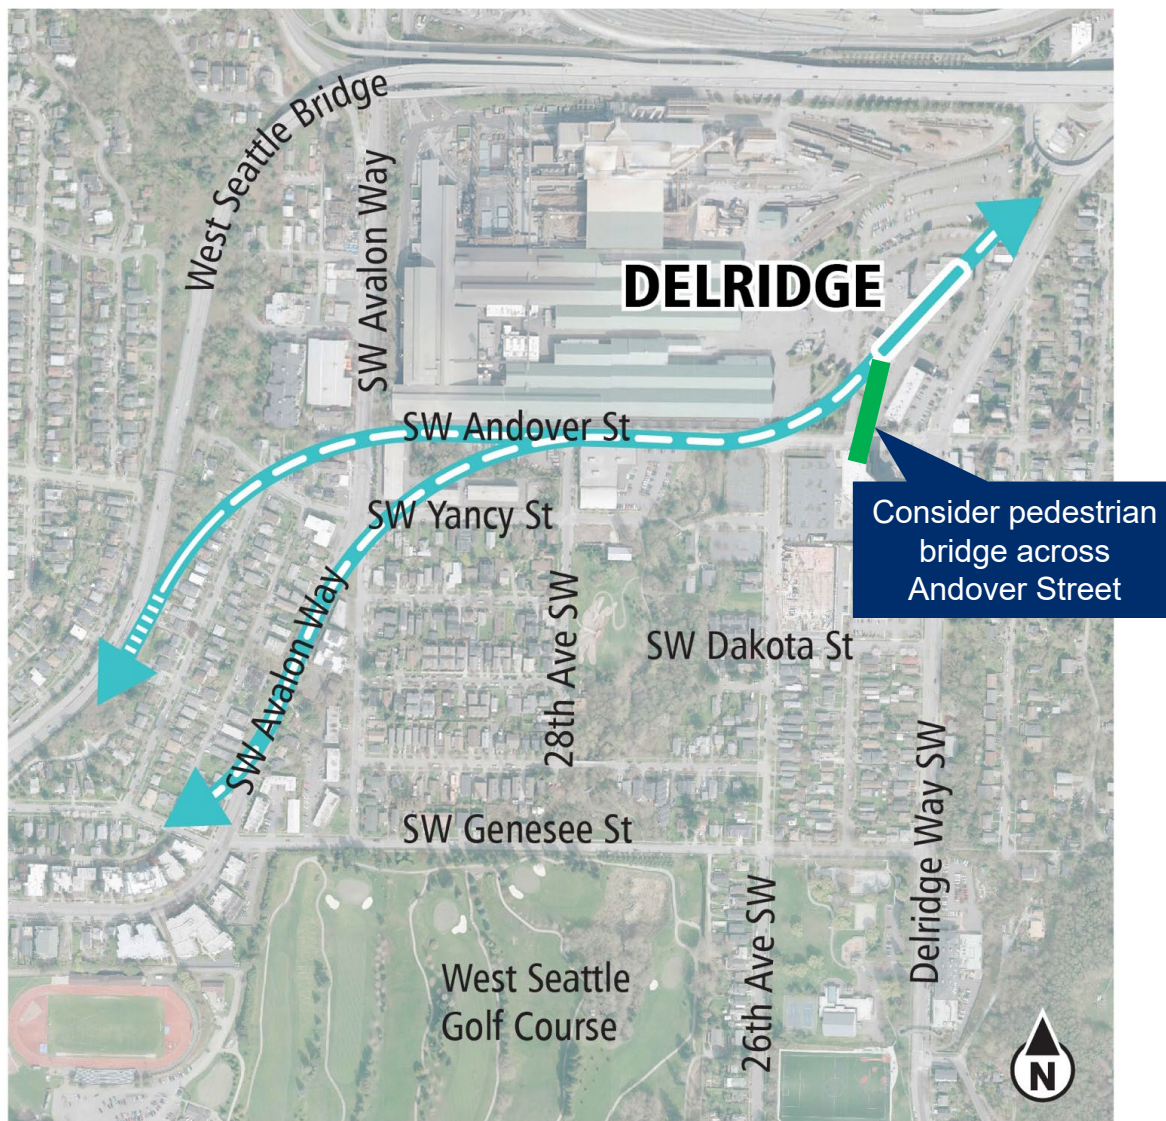 West Seattle Bridge
SW Avalon Way
DELRIDGE
SW Andover St
SW Yancy St
Consider pedestrian
bridge across
Andover Street
SW Avalon Way
28th Ave SW
SW Dakota St
SW Genesee St
Delridge Way SW
26th Ave SW
West Seattle
Golf Course
N